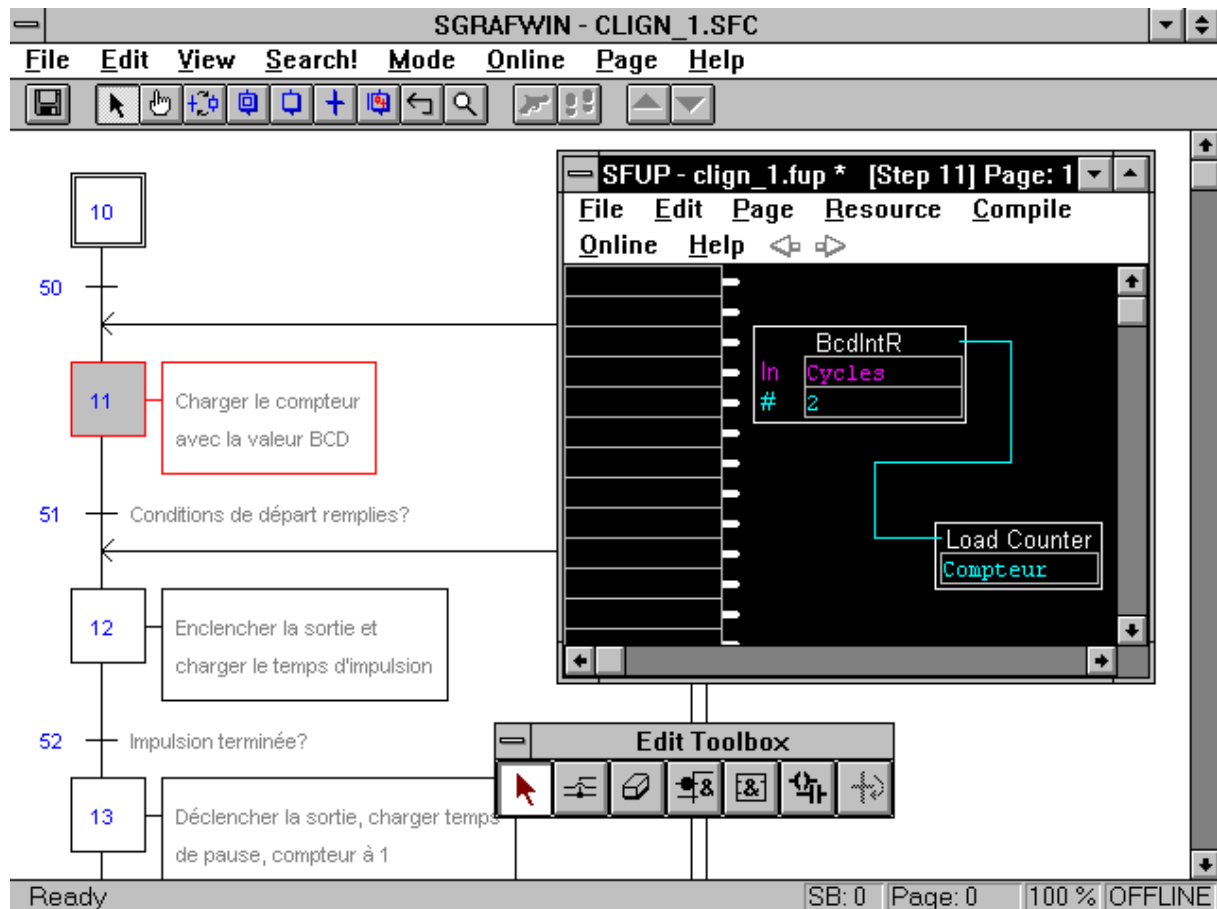 SGRAFWIN - CLIGN_1.SFC
File Edit View Search! Mode Online Page Help
10
50
11
Charger le compteur
avec la valeur BCD
51
Conditions de départ remplies?
12
Enclencher la sortie et
charger le temps d'impulsion
52
Impulsion terminée?
13
Déclencher la sortie, charger temps
de pause, compteur à 1
SFUP - clign_1.fup * [Step 11] Page: 1
File Edit Page Resource Compile
Online Help
BcdIntR
In Cycles
# 2
Load Counter
Compteur
Edit Toolbox
& &
Ready SB: 0 Page: 0 100 % OFFLINE